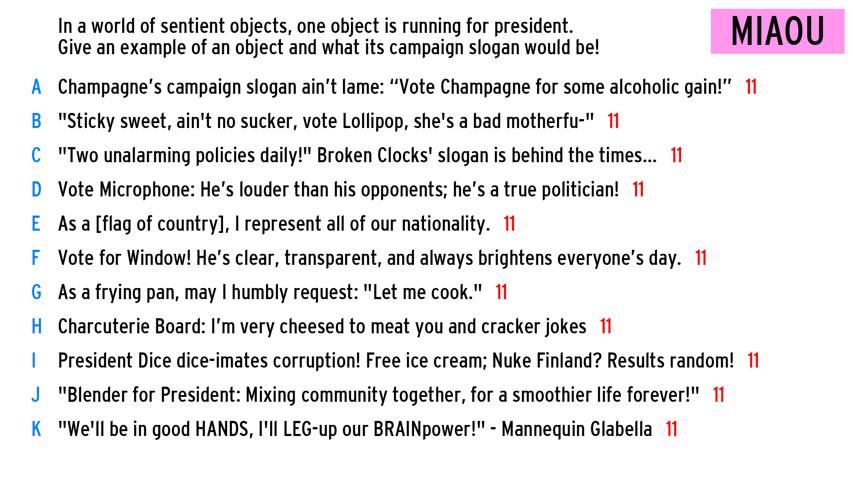 In a world of sentient objects, one object is running for president.
Give an example of an object and what its campaign slogan would be!
MIAOU
A Champagne’s campaign slogan ain’t lame: “Vote Champagne for some alcoholic gain!” 11
B "Sticky sweet, ain't no sucker, vote Lollipop, she's a bad motherfu-" 11
C "Two unalarming policies daily!" Broken Clocks' slogan is behind the times... 11
D Vote Microphone: He’s louder than his opponents; he’s a true politician! 11
E As a [flag of country], I represent all of our nationality. 11
F Vote for Window! He’s clear, transparent, and always brightens everyone’s day. 11
G As a frying pan, may I humbly request: "Let me cook." 11
H Charcuterie Board: I’m very cheesed to meat you and cracker jokes 11
I President Dice dice-imates corruption! Free ice cream; Nuke Finland? Results random! 11
J "Blender for President: Mixing community together, for a smoothier life forever!" 11
K "We'll be in good HANDS, I'll LEG-up our BRAINpower!" - Mannequin Glabella 11